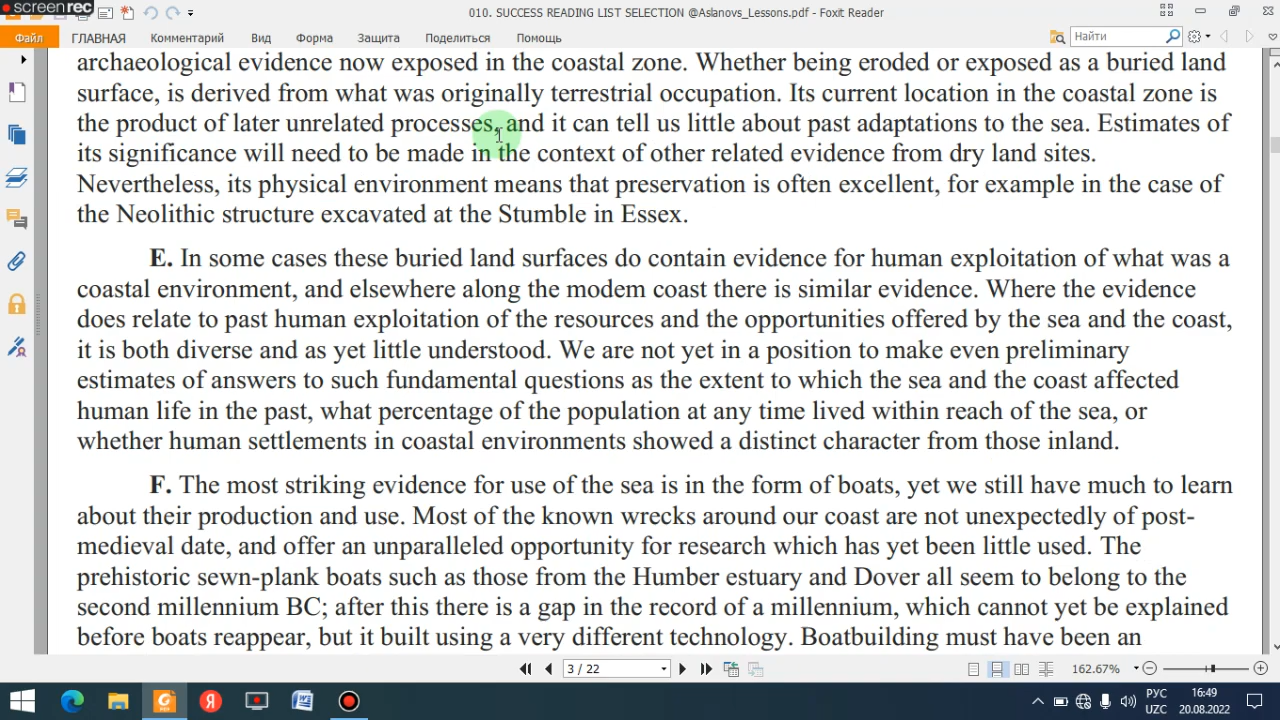 screenrec
010. SUCCESS READING LIST SELECTION @Aslanovs_Lessons.pdf - Foxit Reader
Файл ГЛАВНАЯ Комментарий Вид Форма Защита Поделиться Помощь Найти
archaeological evidence now exposed in the coastal zone. Whether being eroded or exposed as a buried land
surface, is derived from what was originally terrestrial occupation. Its current location in the coastal zone is
the product of later unrelated processes, and it can tell us little about past adaptations to the sea. Estimates of
its significance will need to be made in the context of other related evidence from dry land sites.
Nevertheless, its physical environment means that preservation is often excellent, for example in the case of
the Neolithic structure excavated at the Stumble in Essex.
E. In some cases these buried land surfaces do contain evidence for human exploitation of what was a
coastal environment, and elsewhere along the modem coast there is similar evidence. Where the evidence
does relate to past human exploitation of the resources and the opportunities offered by the sea and the coast,
it is both diverse and as yet little understood. We are not yet in a position to make even preliminary
estimates of answers to such fundamental questions as the extent to which the sea and the coast affected
human life in the past, what percentage of the population at any time lived within reach of the sea, or
whether human settlements in coastal environments showed a distinct character from those inland.
F. The most striking evidence for use of the sea is in the form of boats, yet we still have much to learn
about their production and use. Most of the known wrecks around our coast are not unexpectedly of post-
medieval date, and offer an unparalleled opportunity for research which has yet been little used. The
prehistoric sewn-plank boats such as those from the Humber estuary and Dover all seem to belong to the
second millennium BC; after this there is a gap in the record of a millennium, which cannot yet be explained
before boats reappear, but it built using a very different technology. Boatbuilding must have been an
3 / 22 162.67%
РУС 16:49
UZC 20.08.2022